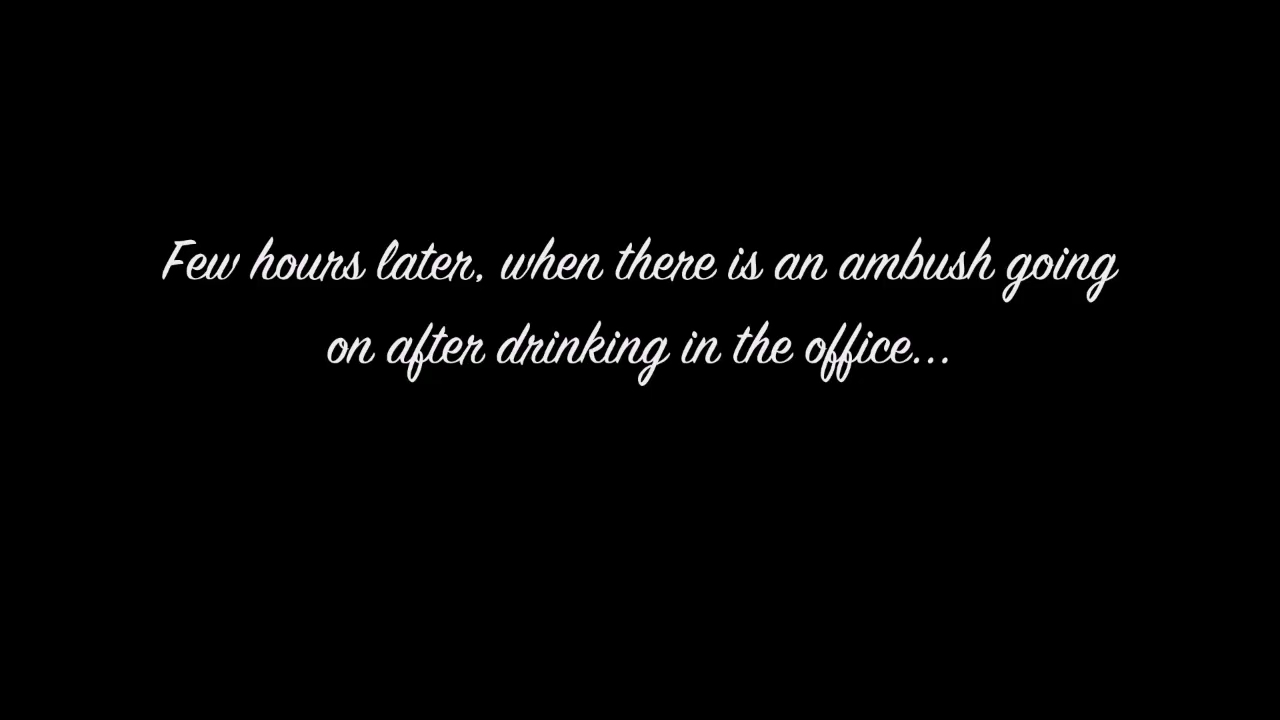 Few hours later, when there is an ambush going
on after drinking in the office...